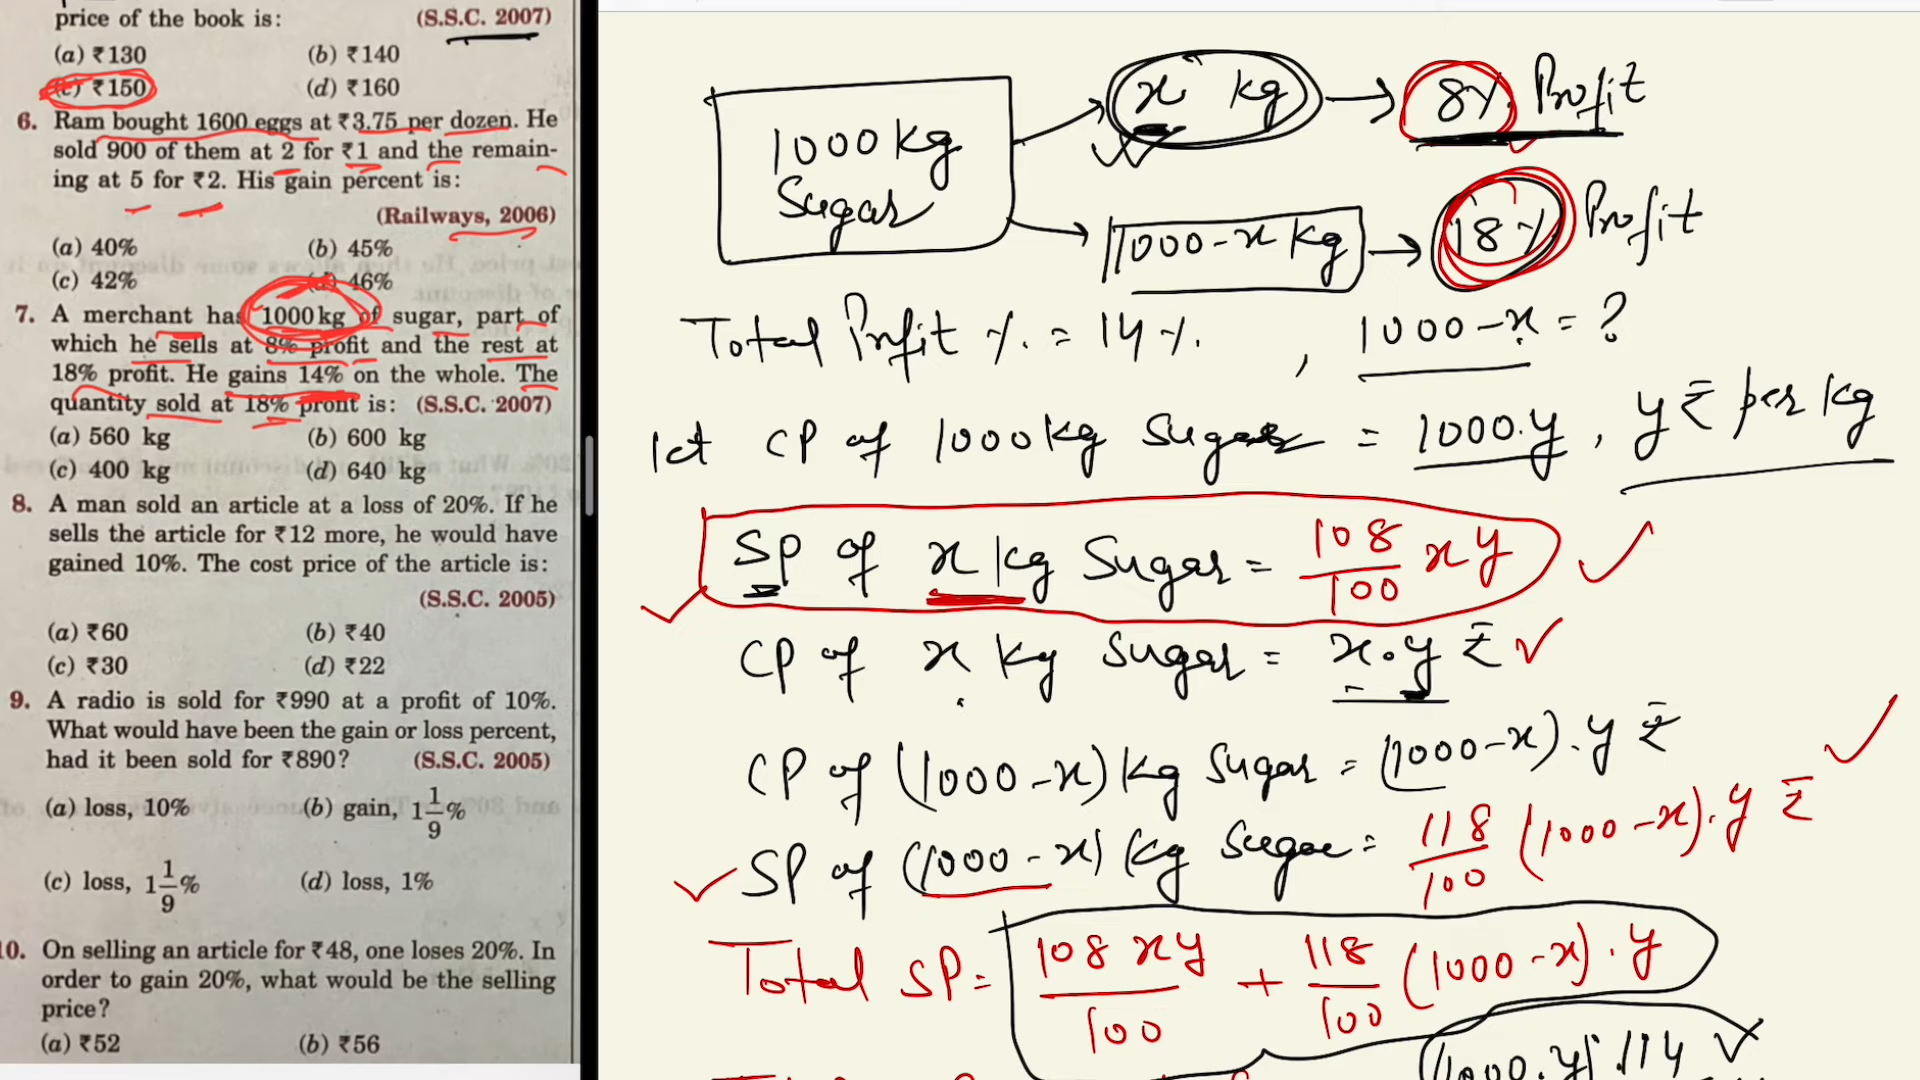 price of the book is: (S.S.C. 2007)
(a) ₹130 (b) ₹140
(c) ₹150 (d) ₹160
6. Ram bought 1600 eggs at ₹3.75 per dozen. He
sold 900 of them at 2 for ₹1 and the remain-
ing at 5 for ₹2. His gain percent is:
(Railways, 2006)
(a) 40% (b) 45%
(c) 42% (d) 46%
7. A merchant has 1000 kg of sugar, part of
which he sells at 8% profit and the rest at
18% profit. He gains 14% on the whole. The
quantity sold at 18% profit is: (S.S.C. 2007)
(a) 560 kg (b) 600 kg
(c) 400 kg (d) 640 kg
8. A man sold an article at a loss of 20%. If he
sells the article for ₹12 more, he would have
gained 10%. The cost price of the article is:
(S.S.C. 2005)
(a) ₹60 (b) ₹40
(c) ₹30 (d) ₹22
9. A radio is sold for ₹990 at a profit of 10%.
What would have been the gain or loss percent,
had it been sold for ₹890? (S.S.C. 2005)
(a) loss, 10% (b) gain, 1 1/9 %
(c) loss, 1 1/9 % (d) loss, 1%
10. On selling an article for ₹48, one loses 20%. In
order to gain 20%, what would be the selling
price?
(a) ₹52 (b) ₹56
1000 kg Sugar
x kg → 8% Profit
1000-x kg → 18% Profit
Total Profit % = 14%, 1000-x = ?
let CP of 1000kg Sugar = 1000.y, y ₹ per kg
SP of x kg Sugar = 108/100 xy
CP of x kg Sugar = x.y ₹
CP of (1000-x) kg Sugar = (1000-x).y ₹
SP of (1000-x) kg Sugar = 118/100 (1000-x).y ₹
Total SP = 108 xy/100 + 118/100 (1000-x).y
(1000.y) 114